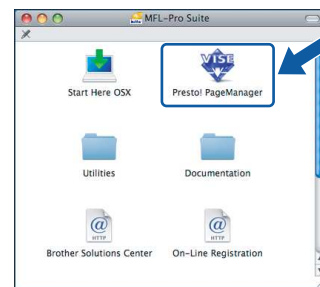 MFL-Pro Suite
VISE
Start Here OSX
Presto! PageManager
Utilities
Documentation
@
HTTP
@
HTTP
Brother Solutions Center
On-Line Registration